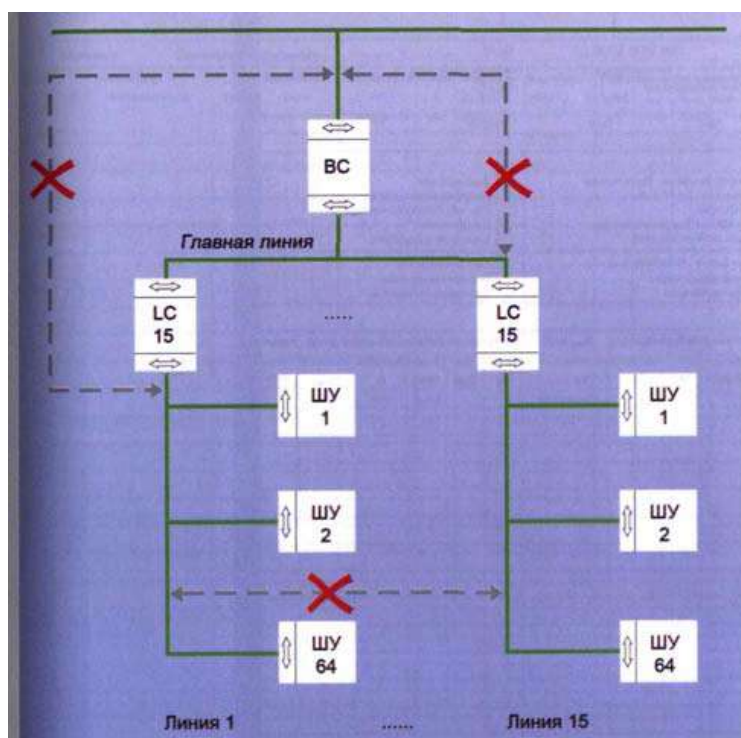 BC
Главная линия
LC
15
.....
LC
15
ШУ
1
ШУ
1
ШУ
2
ШУ
2
ШУ
64
ШУ
64
Линия 1
......
Линия 15